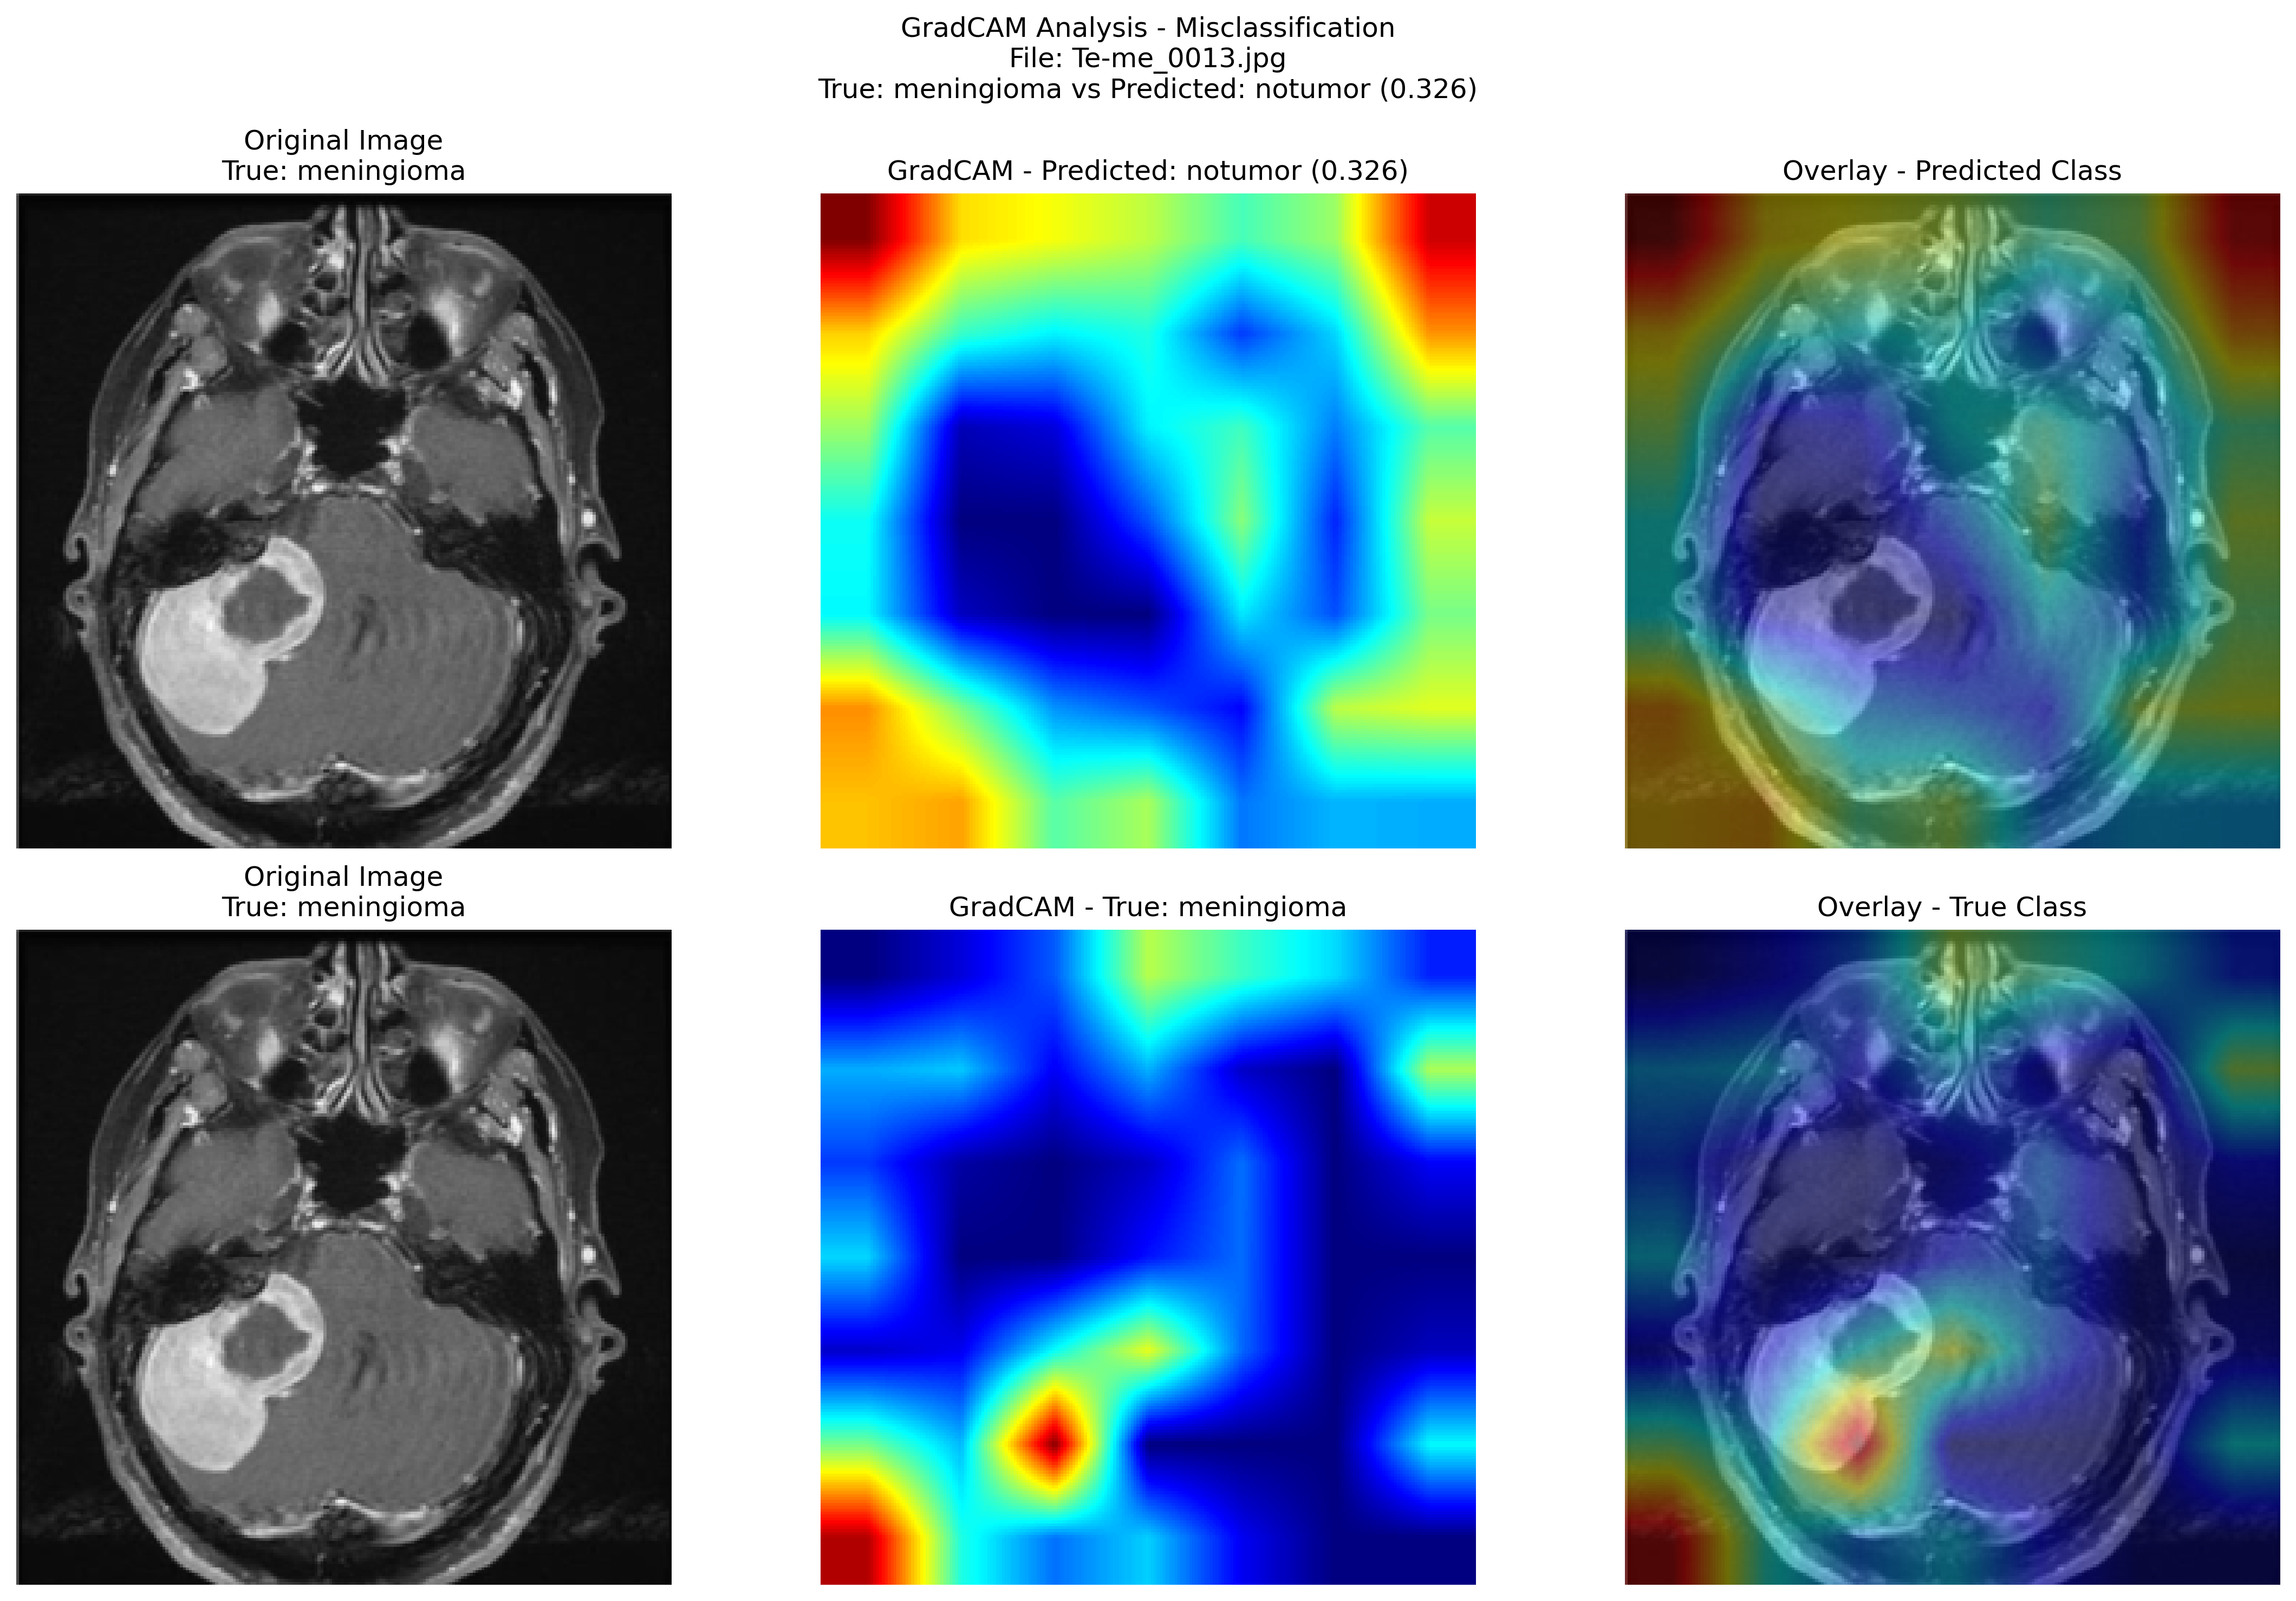 GradCAM Analysis - Misclassification
File: Te-me_0013.jpg
True: meningioma vs Predicted: notumor (0.326)
Original Image
True: meningioma
GradCAM - Predicted: notumor (0.326)
Overlay - Predicted Class
Original Image
True: meningioma
GradCAM - True: meningioma
Overlay - True Class